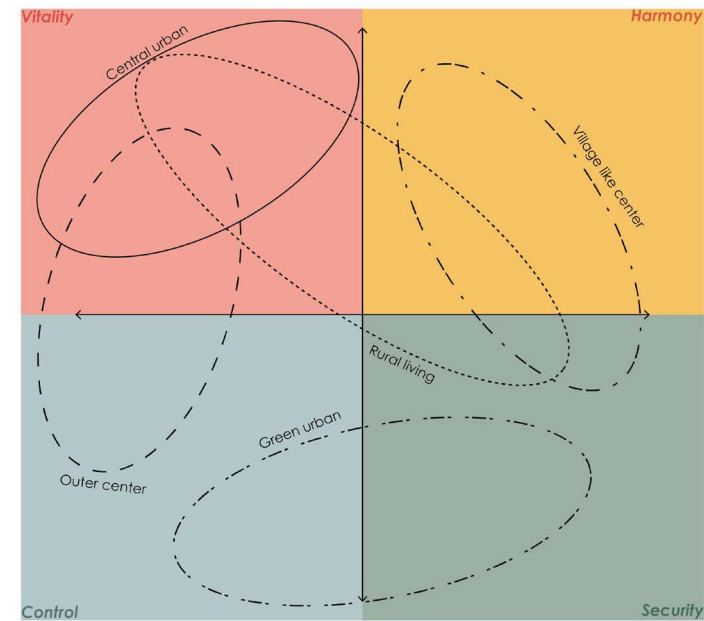 Vitality
Harmony
Central urban
Village like center
Rural living
Green urban
Outer center
Control
Security